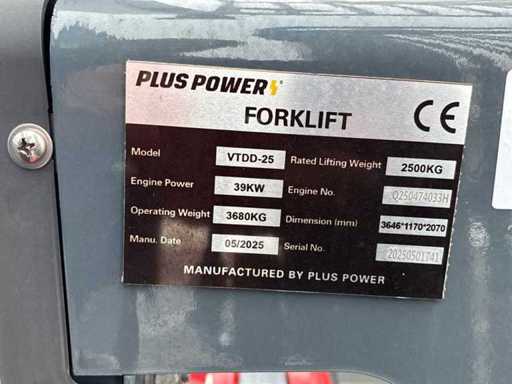 PLUS POWER
FORKLIFT
CE
Model VTDD-25 Rated Lifting Weight 2500KG
Engine Power 39KW Engine No. Q250474033H
Operating Weight 3680KG Dimension (mm) 3646*1170*2070
Manu. Date 05/2025 Serial No. 20250501741
MANUFACTURED BY PLUS POWER